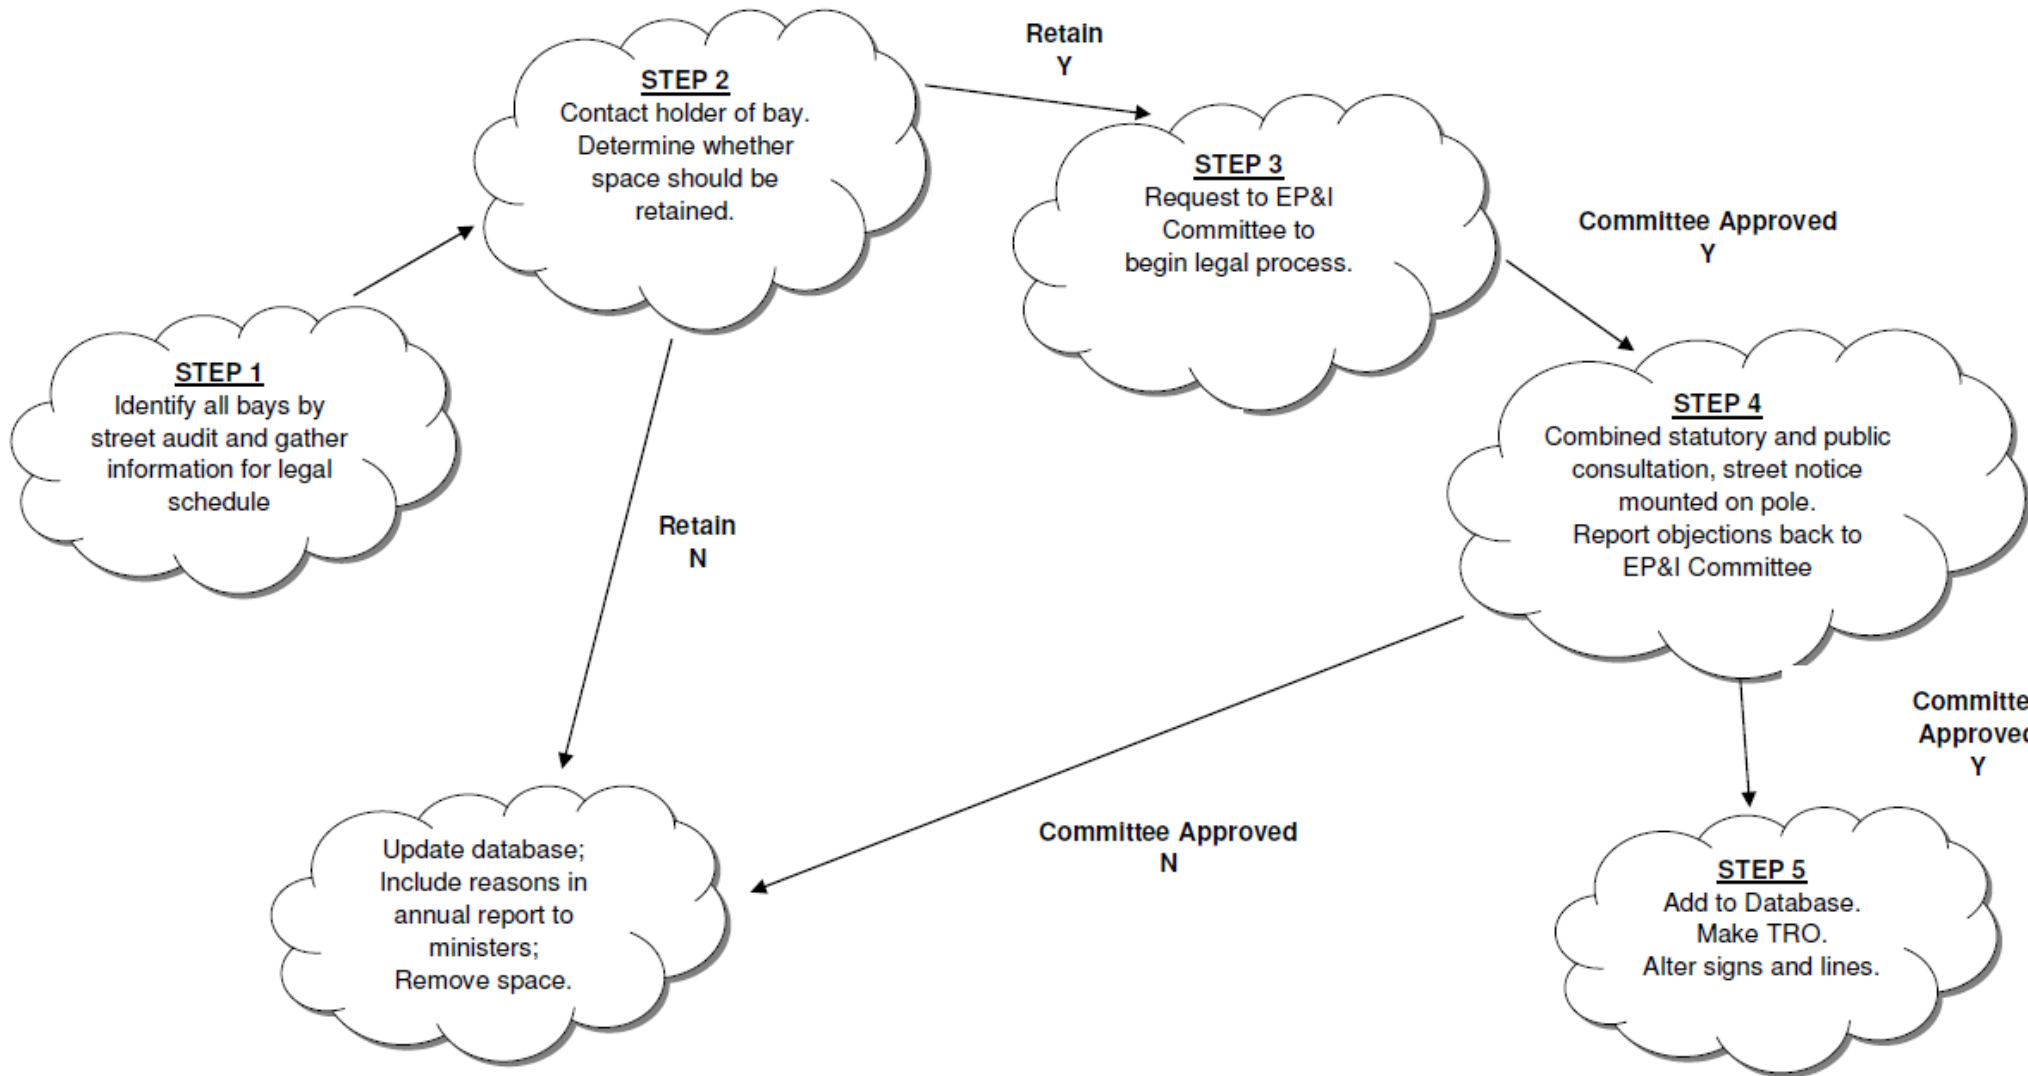 STEP 1
Identify all bays by
street audit and gather
information for legal
schedule
STEP 2
Contact holder of bay.
Determine whether
space should be
retained.
Retain
Y
STEP 3
Request to EP&I
Committee to
begin legal process.
Committee Approved
Y
STEP 4
Combined statutory and public
consultation, street notice
mounted on pole.
Report objections back to
EP&I Committee
Retain
N
Committee Approved
N
Committe
Approved
Y
Update database;
Include reasons in
annual report to
ministers;
Remove space.
STEP 5
Add to Database.
Make TRO.
Alter signs and lines.